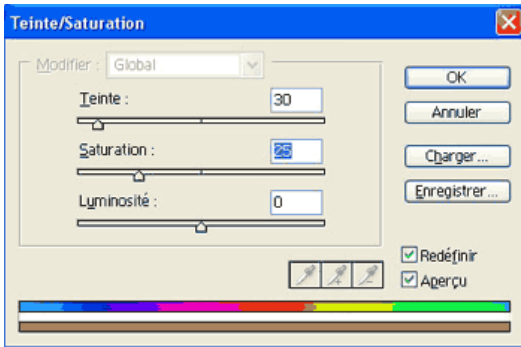 Teinte/Saturation
Modifier : Global
Teinte : 30
Saturation : 25
Luminosité : 0
OK
Annuler
Charger...
Enregistrer...
Redéfinir
Aperçu